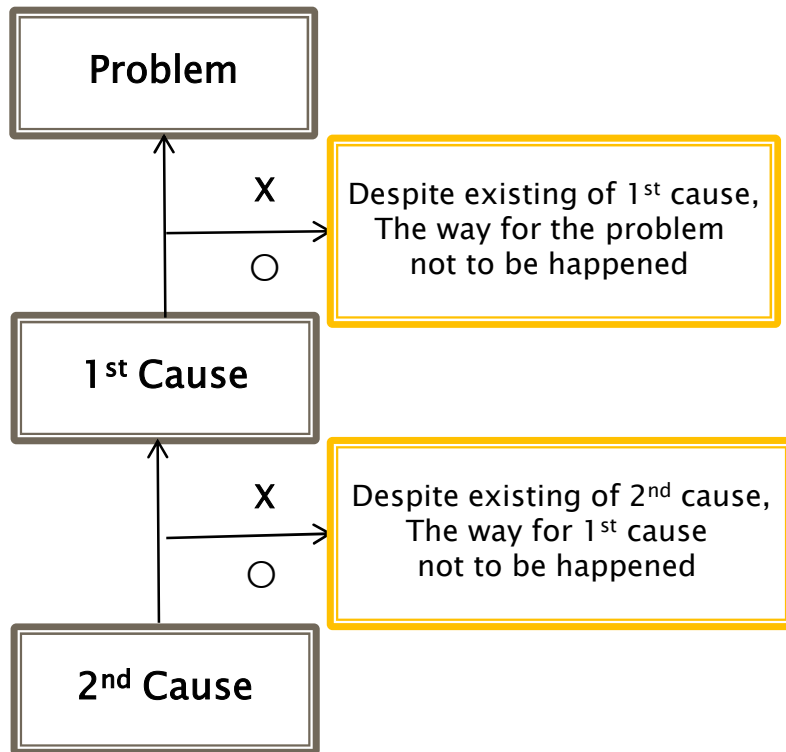 Problem
X
○
Despite existing of 1st cause,
The way for the problem
not to be happened
1st Cause
X
○
Despite existing of 2nd cause,
The way for 1st cause
not to be happened
2nd Cause